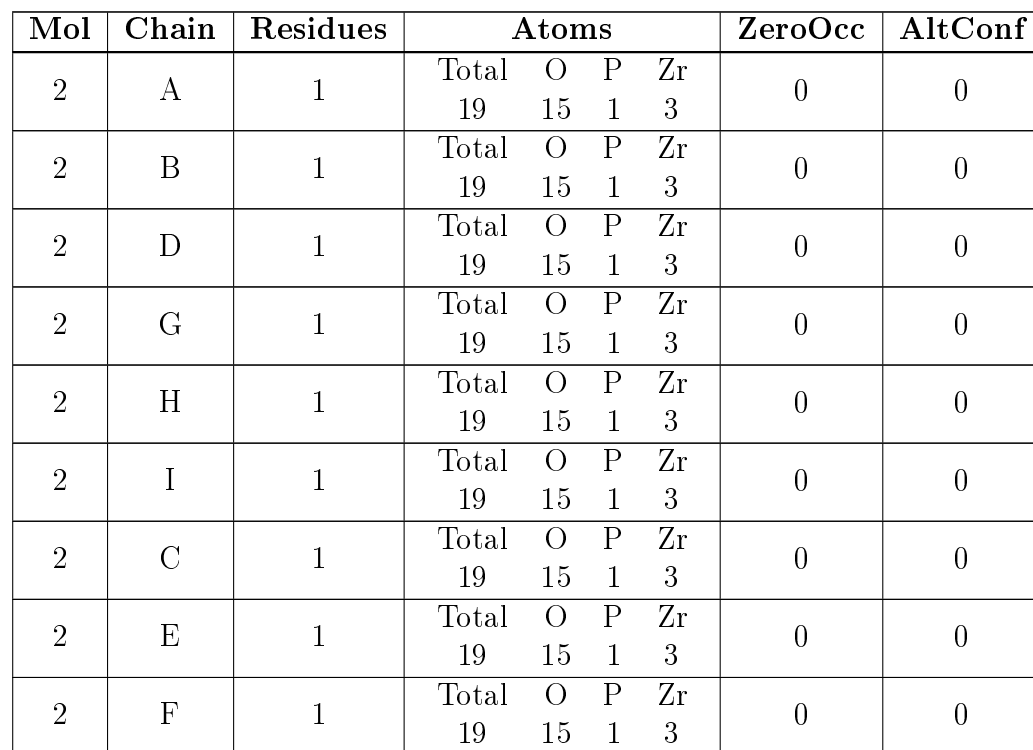 Mol Chain Residues Atoms ZeroOcc AltConf
2 A 1 Total O P Zr 0 0
19 15 1 3
2 B 1 Total O P Zr 0 0
19 15 1 3
2 D 1 Total O P Zr 0 0
19 15 1 3
2 G 1 Total O P Zr 0 0
19 15 1 3
2 H 1 Total O P Zr 0 0
19 15 1 3
2 I 1 Total O P Zr 0 0
19 15 1 3
2 C 1 Total O P Zr 0 0
19 15 1 3
2 E 1 Total O P Zr 0 0
19 15 1 3
2 F 1 Total O P Zr 0 0
19 15 1 3